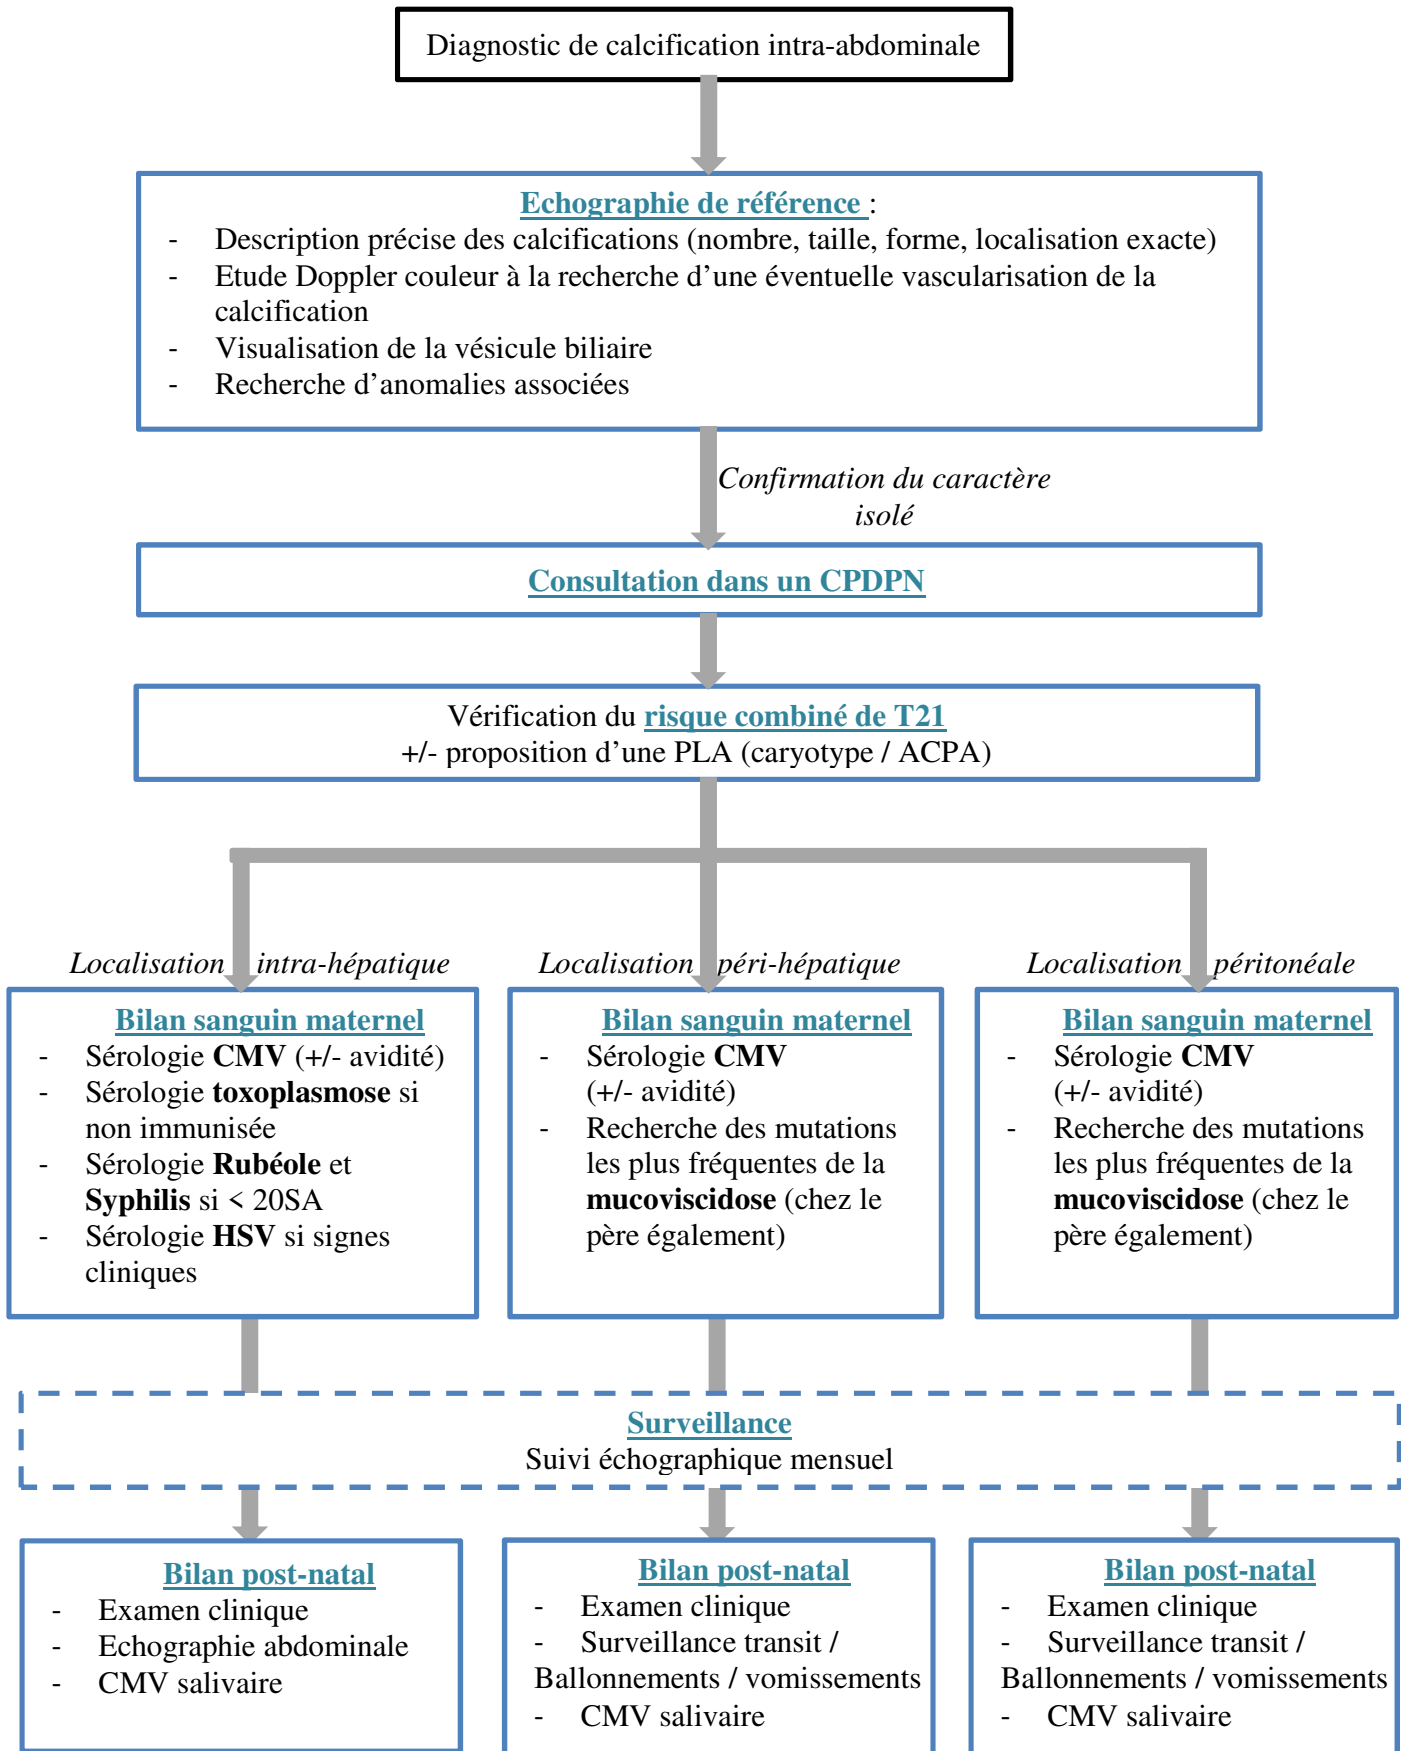 Diagnostic de calcification intra-abdominale
Echographie de référence :
- Description précise des calcifications (nombre, taille, forme, localisation exacte)
- Etude Doppler couleur à la recherche d'une éventuelle vascularisation de la
calcification
- Visualisation de la vésicule biliaire
- Recherche d'anomalies associées
Confirmation du caractère
isolé
Consultation dans un CPDPN
Vérification du risque combiné de T21
+/- proposition d'une PLA (caryotype / ACPA)
Localisation intra-hépatique
Bilan sanguin maternel
- Sérologie CMV (+/- avidité)
- Sérologie toxoplasmose si
non immunisée
- Sérologie Rubéole et
Syphilis si < 20SA
- Sérologie HSV si signes
cliniques
Localisation péri-hépatique
Bilan sanguin maternel
- Sérologie CMV
(+/- avidité)
- Recherche des mutations
les plus fréquentes de la
mucoviscidose (chez le
père également)
Localisation péritonéale
Bilan sanguin maternel
- Sérologie CMV
(+/- avidité)
- Recherche des mutations
les plus fréquentes de la
mucoviscidose (chez le
père également)
Surveillance
Suivi échographique mensuel
Bilan post-natal
- Examen clinique
- Echographie abdominale
- CMV salivaire
Bilan post-natal
- Examen clinique
- Surveillance transit /
Ballonnements / vomissements
- CMV salivaire
Bilan post-natal
- Examen clinique
- Surveillance transit /
Ballonnements / vomissements
- CMV salivaire